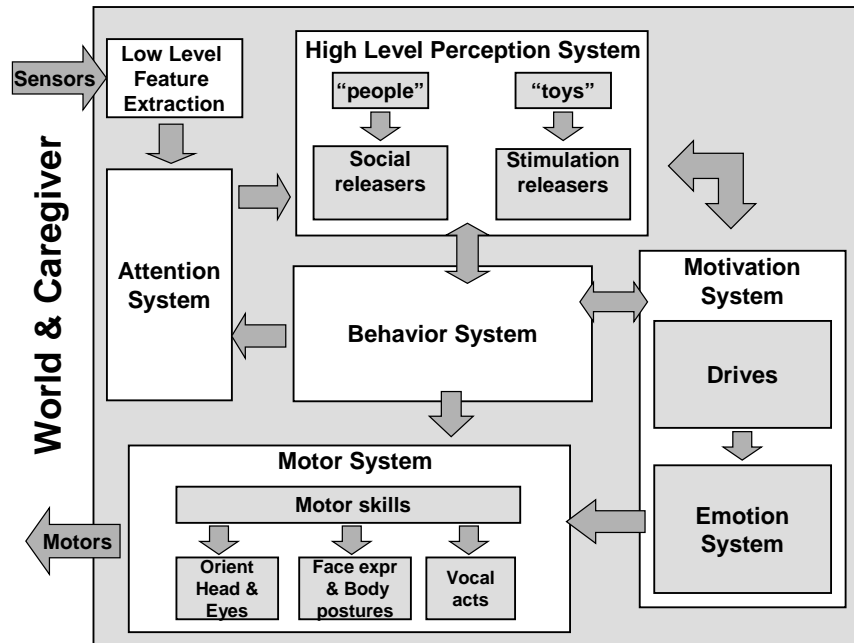 World & Caregiver
Sensors
Low Level
Feature
Extraction
High Level Perception System
“people”
“toys”
Social
releasers
Stimulation
releasers
Attention
System
Behavior System
Motivation
System
Drives
Emotion
System
Motor System
Motor skills
Orient
Head &
Eyes
Face expr
& Body
postures
Vocal
acts
Motors